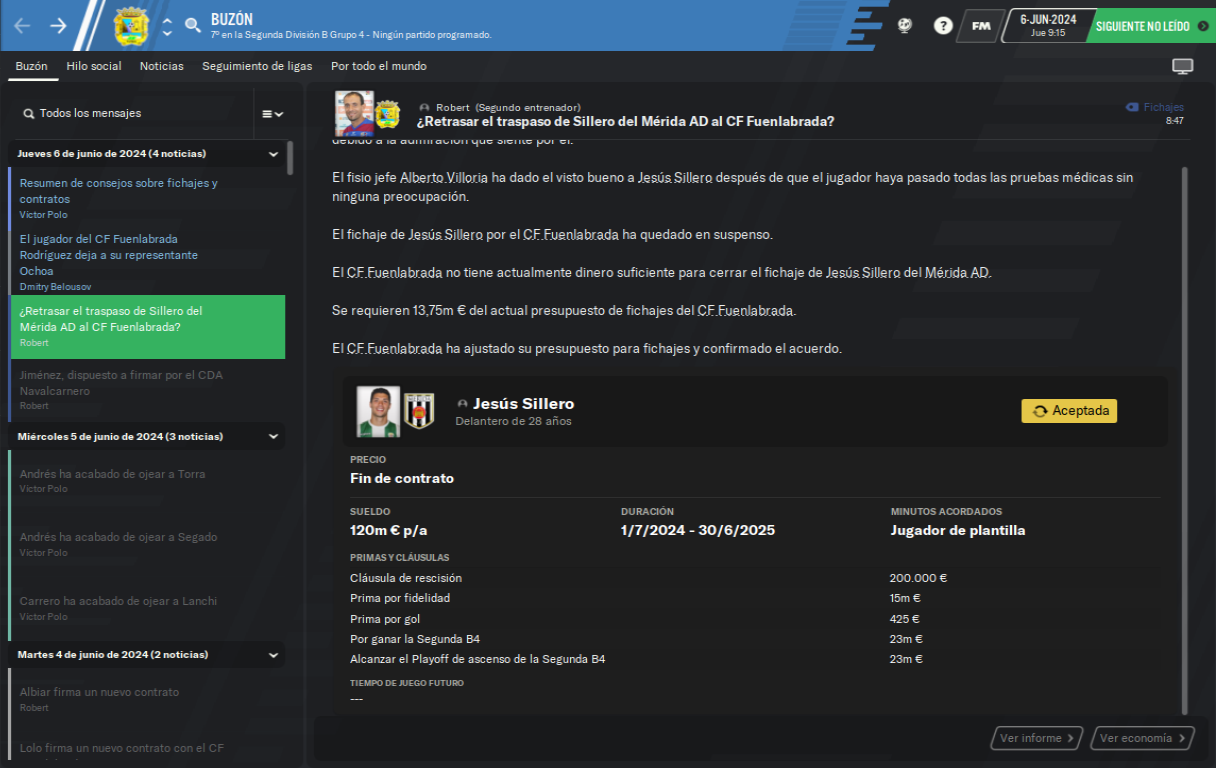 BUZÓN
7º en la Segunda División B Grupo 4 - Ningún partido programado.
?
FM
6-JUN-2024
Jue 9:15
SIGUIENTE NO LEÍDO
Buzón
Hilo social
Noticias
Seguimiento de ligas
Por todo el mundo
Todos los mensajes
Jueves 6 de junio de 2024 (4 noticias)
Resumen de consejos sobre fichajes y
contratos
Víctor Polo
El jugador del CF Fuenlabrada
Rodríguez deja a su representante
Ochoa
Dmitry Belousov
¿Retrasar el traspaso de Sillero del
Mérida AD al CF Fuenlabrada?
Robert
Jiménez, dispuesto a firmar por el CDA
Navalcarnero
Robert
Miércoles 5 de junio de 2024 (3 noticias)
Andrés ha acabado de ojear a Torra
Víctor Polo
Andrés ha acabado de ojear a Segado
Víctor Polo
Carrero ha acabado de ojear a Lanchi
Víctor Polo
Martes 4 de junio de 2024 (2 noticias)
Albiar firma un nuevo contrato
Robert
Lolo firma un nuevo contrato con el CF
Robert (Segundo entrenador)
¿Retrasar el traspaso de Sillero del Mérida AD al CF Fuenlabrada?
Fichajes
8:47
debido a la admiración que siente por él.
El fisio jefe Alberto Villoria ha dado el visto bueno a Jesús Sillero después de que el jugador haya pasado todas las pruebas médicas sin
ninguna preocupación.
El fichaje de Jesús Sillero por el CF Fuenlabrada ha quedado en suspenso.
El CF Fuenlabrada no tiene actualmente dinero suficiente para cerrar el fichaje de Jesús Sillero del Mérida AD.
Se requieren 13,75m € del actual presupuesto de fichajes del CF Fuenlabrada.
El CF Fuenlabrada ha ajustado su presupuesto para fichajes y confirmado el acuerdo.
Jesús Sillero
Delantero de 28 años
Aceptada
PRECIO
Fin de contrato
SUELDO
120m € p/a
DURACIÓN
1/7/2024 - 30/6/2025
MINUTOS ACORDADOS
Jugador de plantilla
PRIMAS Y CLÁUSULAS
Cláusula de rescisión 200.000 €
Prima por fidelidad 15m €
Prima por gol 425 €
Por ganar la Segunda B4 23m €
Alcanzar el Playoff de ascenso de la Segunda B4 23m €
TIEMPO DE JUEGO FUTURO
---
Ver informe
Ver economía